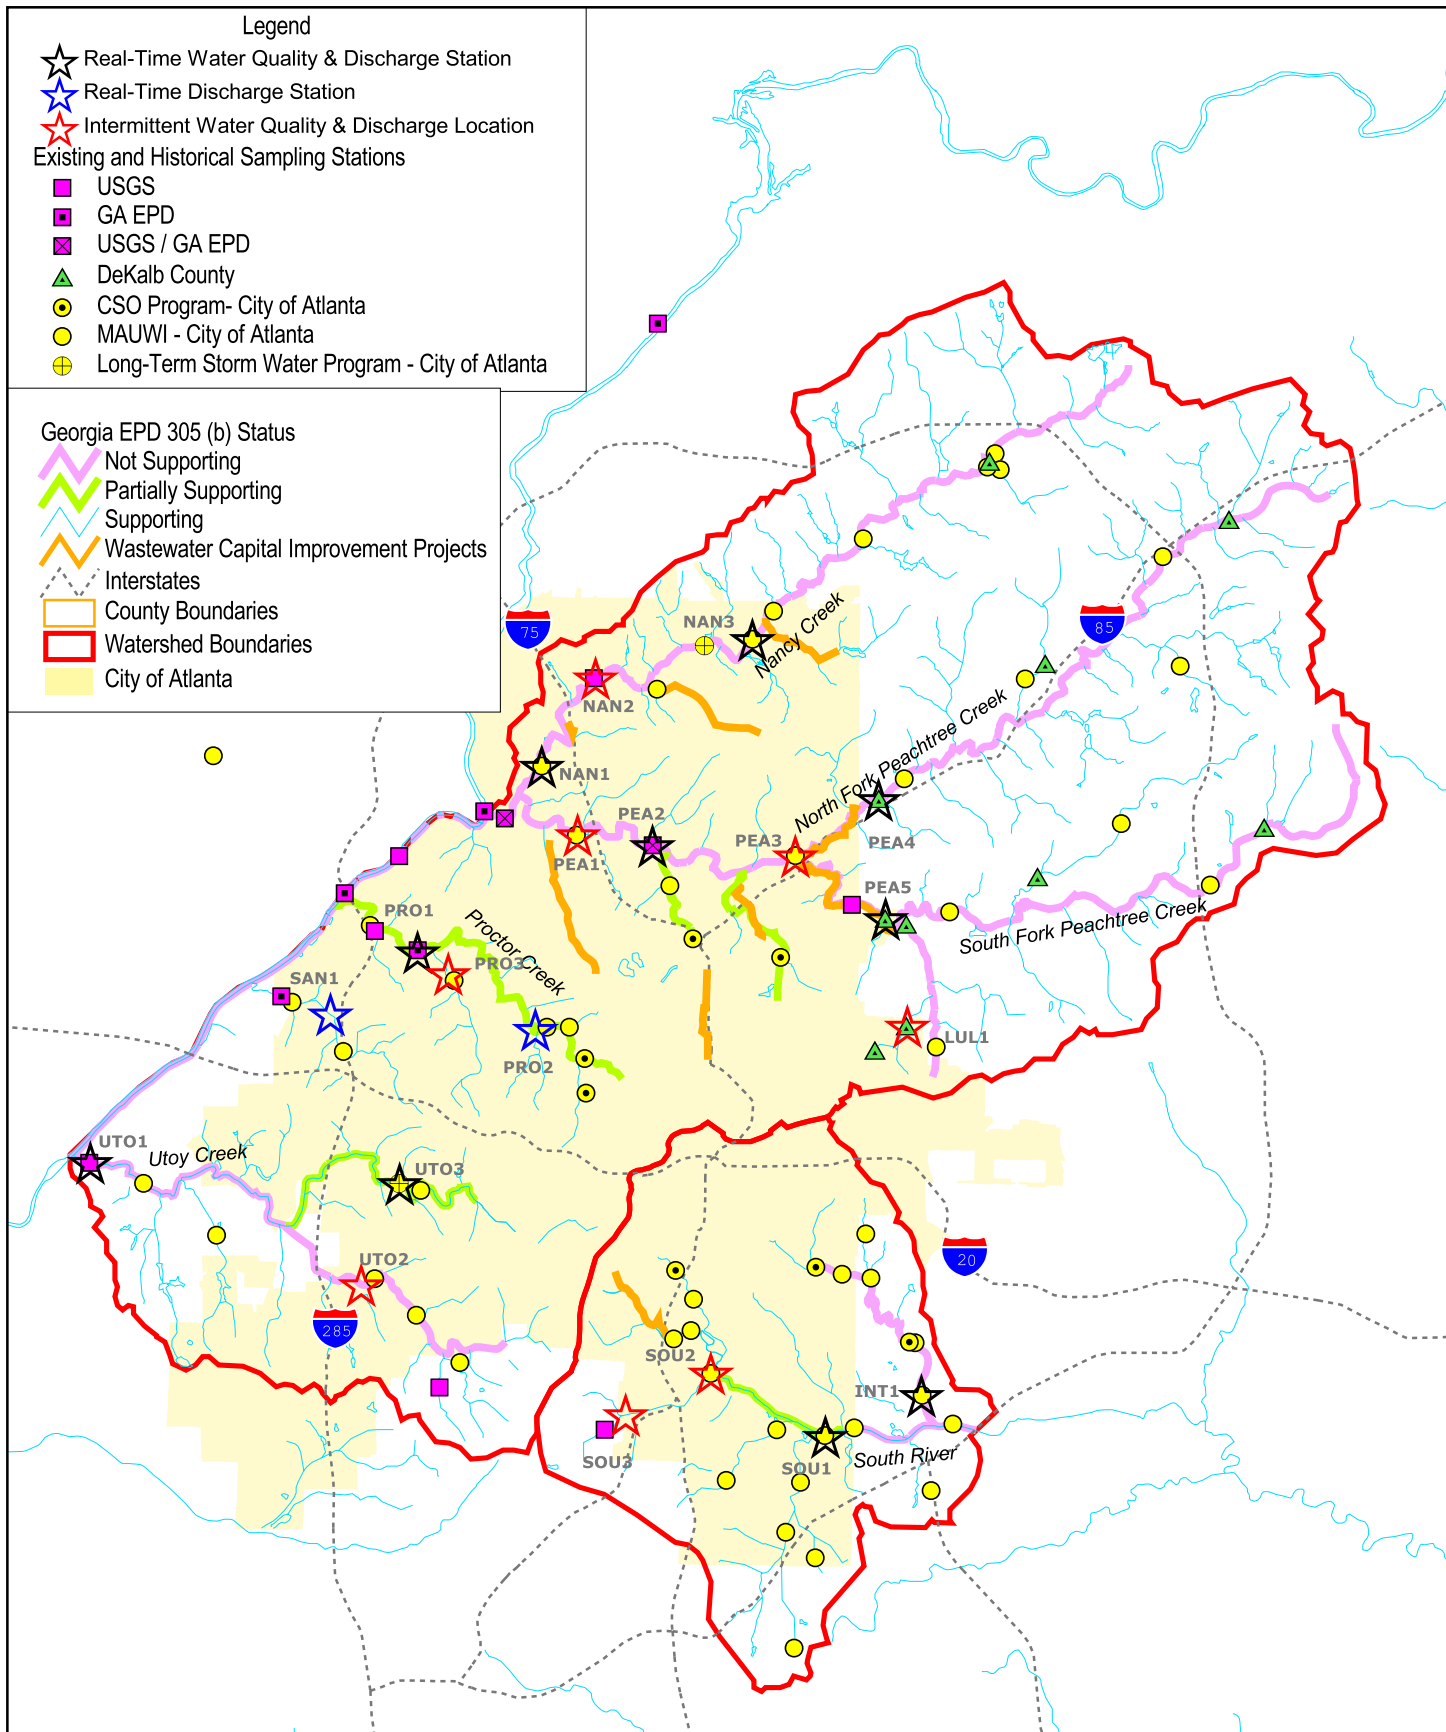 Legend
Real-Time Water Quality & Discharge Station
Real-Time Discharge Station
Intermittent Water Quality & Discharge Location
Existing and Historical Sampling Stations
USGS
GA EPD
USGS / GA EPD
DeKalb County
CSO Program- City of Atlanta
MAUWI - City of Atlanta
Long-Term Storm Water Program - City of Atlanta
Georgia EPD 305 (b) Status
Not Supporting
Partially Supporting
Supporting
Wastewater Capital Improvement Projects
Interstates
County Boundaries
Watershed Boundaries
City of Atlanta
75
85
NAN3
Nancy Creek
NAN2
NAN1
North Fork Peachtree Creek
PEA2
PEA1
PEA3
PEA4
PEA5
South Fork Peachtree Creek
PRO1
Proctor Creek
PRO3
SAN1
PRO2
LUL1
UTO1
Utoy Creek
UTO3
UTO2
20
285
SOU2
INT1
SOU3
SOU1
South River